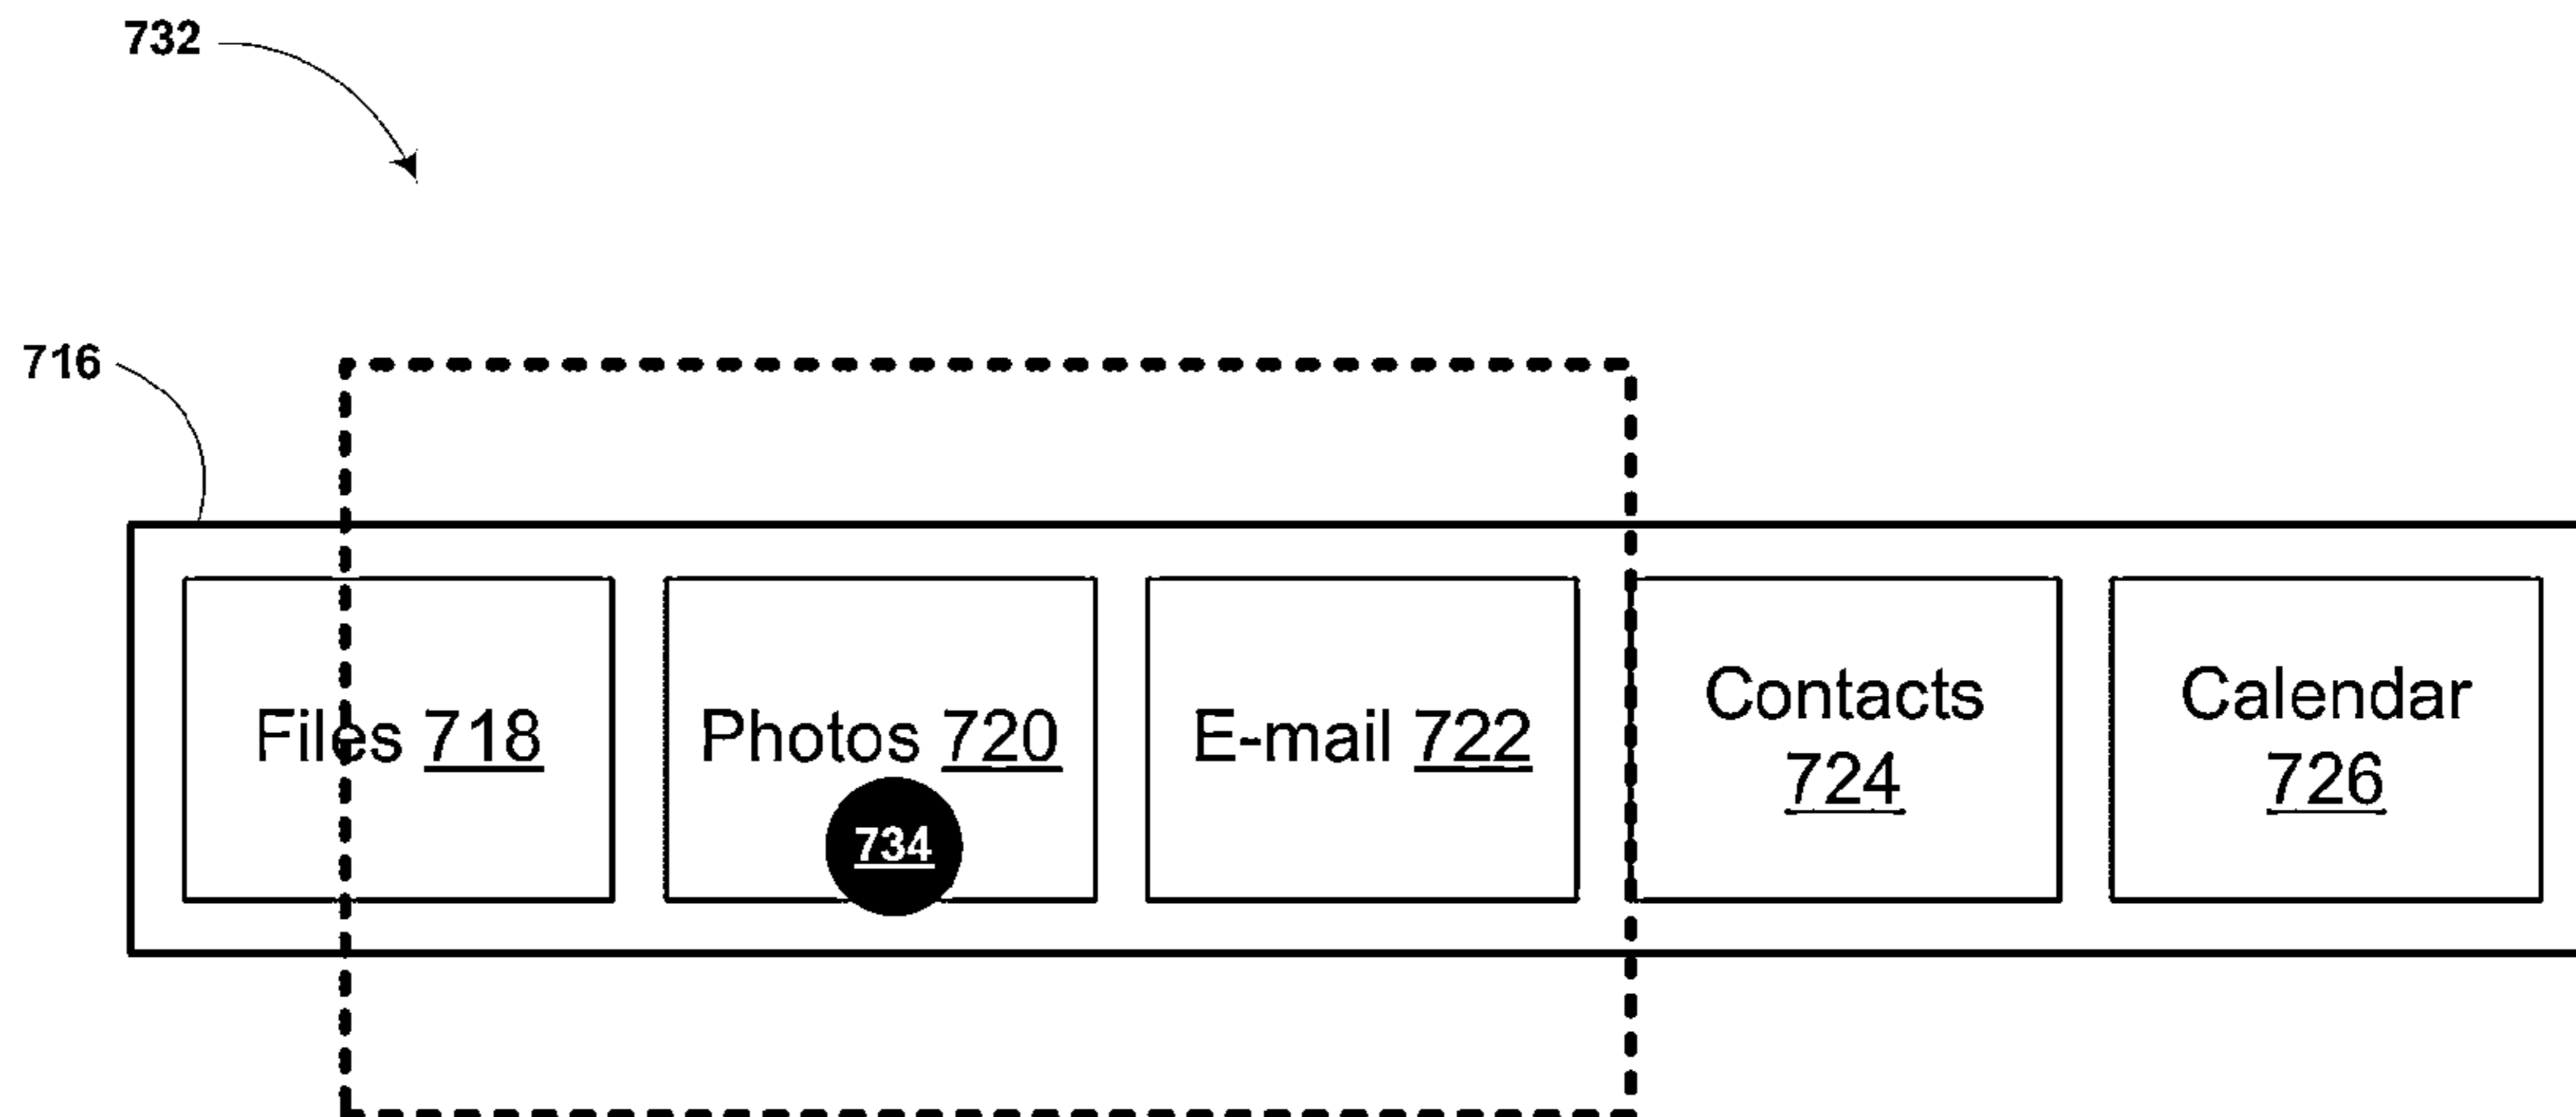 732
716
Files 718
Photos 720
734
E-mail 722
Contacts
724
Calendar
726